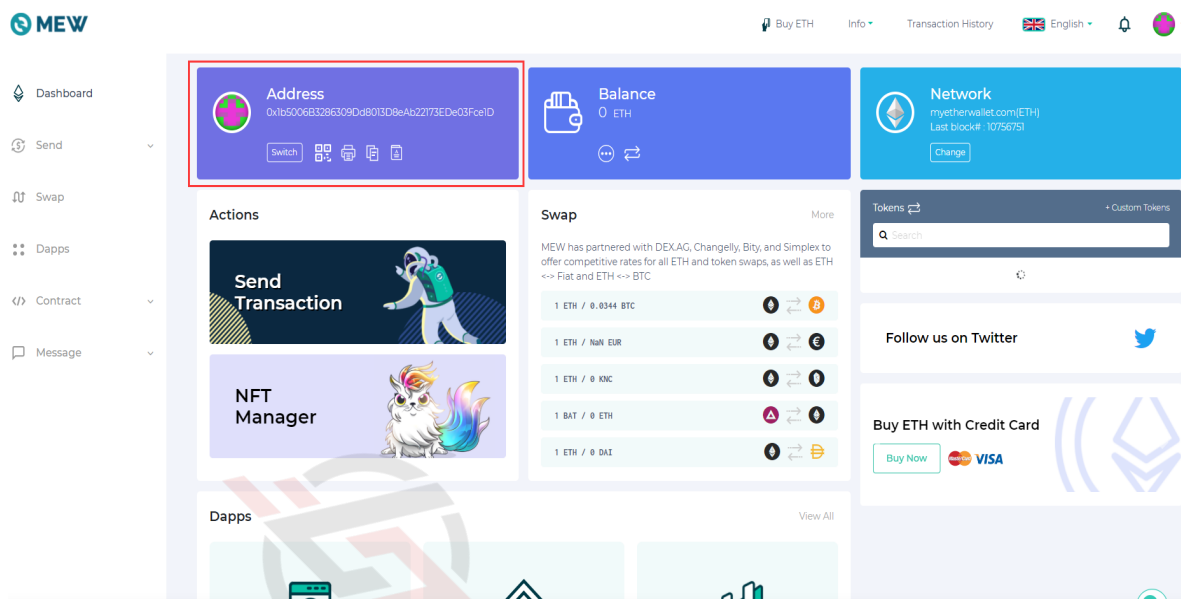 MEW
Buy ETH
Info
Transaction History
English
Dashboard
Send
Swap
Dapps
Contract
Message
Address
0x1b5006B3286309Dd8013D8eAb22173EDe03Fce1D
Switch
Balance
0 ETH
Network
myetherwallet.com(ETH)
Last block# : 10756751
Change
Actions
Send
Transaction
NFT
Manager
Swap
More
MEW has partnered with DEX.AG, Changelly, Bity, and Simplex to
offer competitive rates for all ETH and token swaps, as well as ETH
<-> Fiat and ETH <-> BTC
1 ETH / 0.0344 BTC
1 ETH / NaN EUR
1 ETH / 0 KNC
1 BAT / 0 ETH
1 ETH / 0 DAI
Tokens
+ Custom Tokens
Search
Follow us on Twitter
Buy ETH with Credit Card
Buy Now
MasterCard
VISA
Dapps
View All